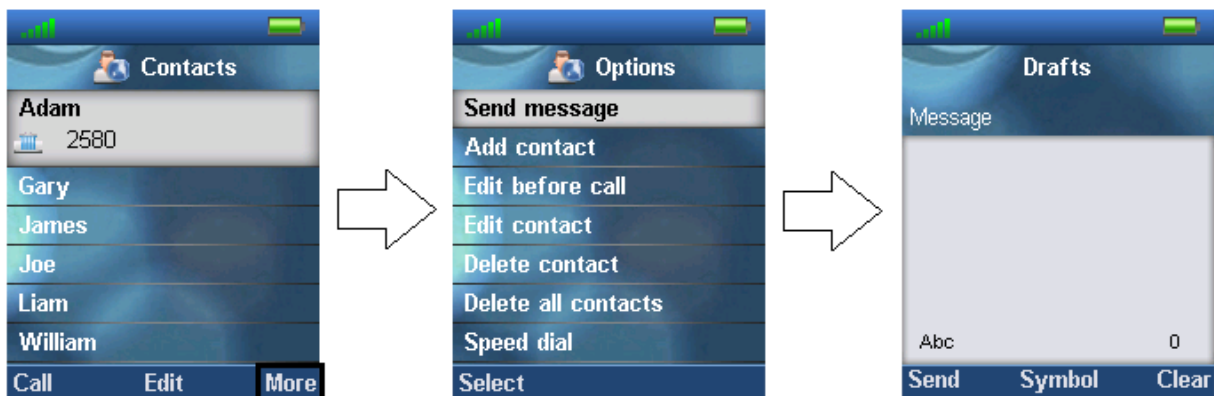 Contacts
Adam
2580
Gary
James
Joe
Liam
William
Call Edit More
Options
Send message
Add contact
Edit before call
Edit contact
Delete contact
Delete all contacts
Speed dial
Select
Drafts
Message
Abc 0
Send Symbol Clear